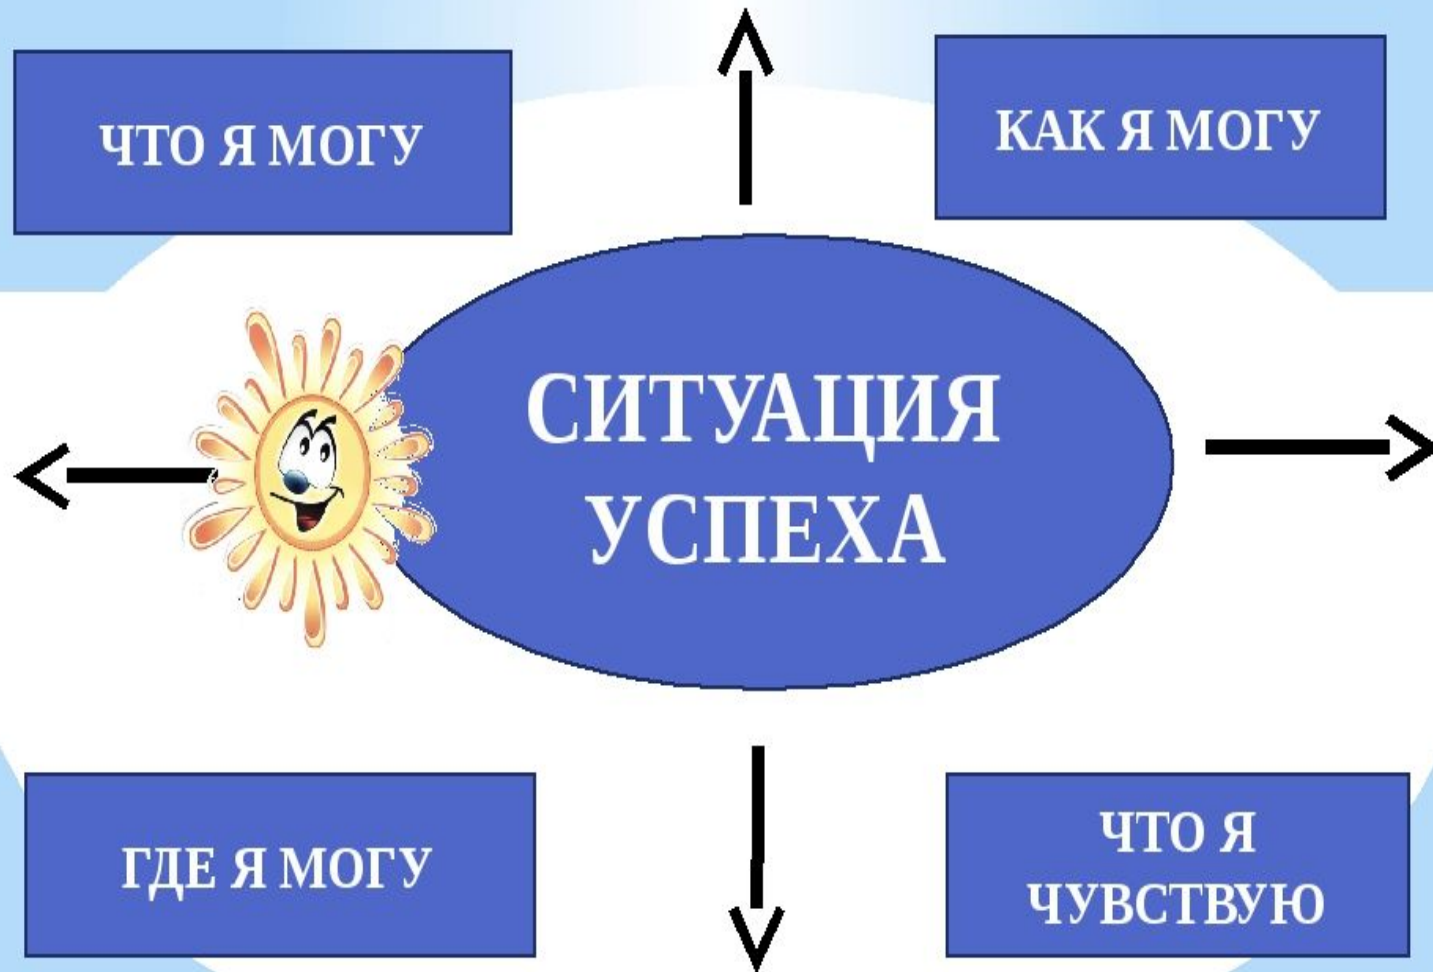 ЧТО Я МОГУ
КАК Я МОГУ
СИТУАЦИЯ
УСПЕХА
ГДЕ Я МОГУ
ЧТО Я
ЧУВСТВУЮ